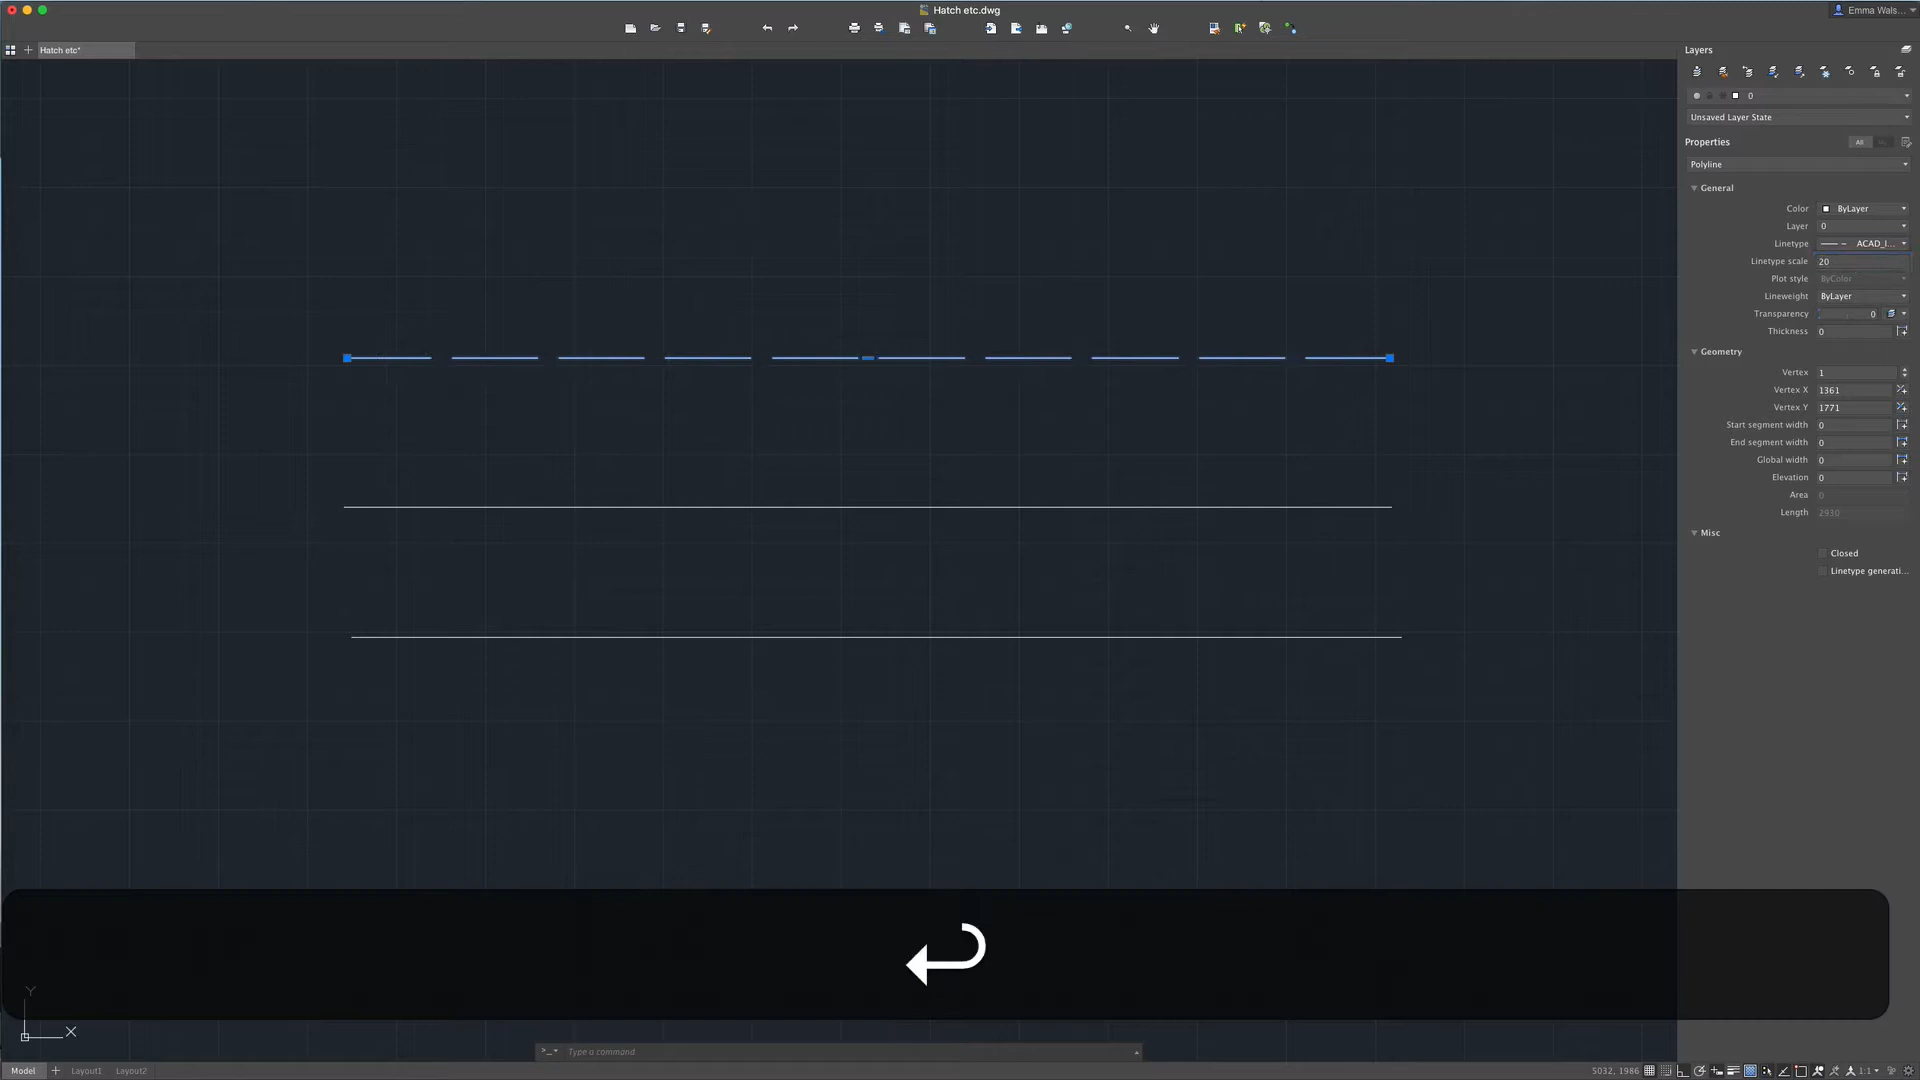 Hatch etc.dwg
Emma Wals...
Hatch etc*
Layers
0
Unsaved Layer State
Properties
All
Polyline
General
Color ByLayer
Layer 0
Linetype ACAD_I...
Linetype scale 20
Plot style ByColor
Lineweight ByLayer
Transparency 0
Thickness 0
Geometry
Vertex 1
Vertex X 1361
Vertex Y 1771
Start segment width 0
End segment width 0
Global width 0
Elevation 0
Area 0
Length 2930
Misc
Closed
Linetype generati...
Y
X
>_ Type a command
Model Layout1 Layout2
5032, 1986
1:1